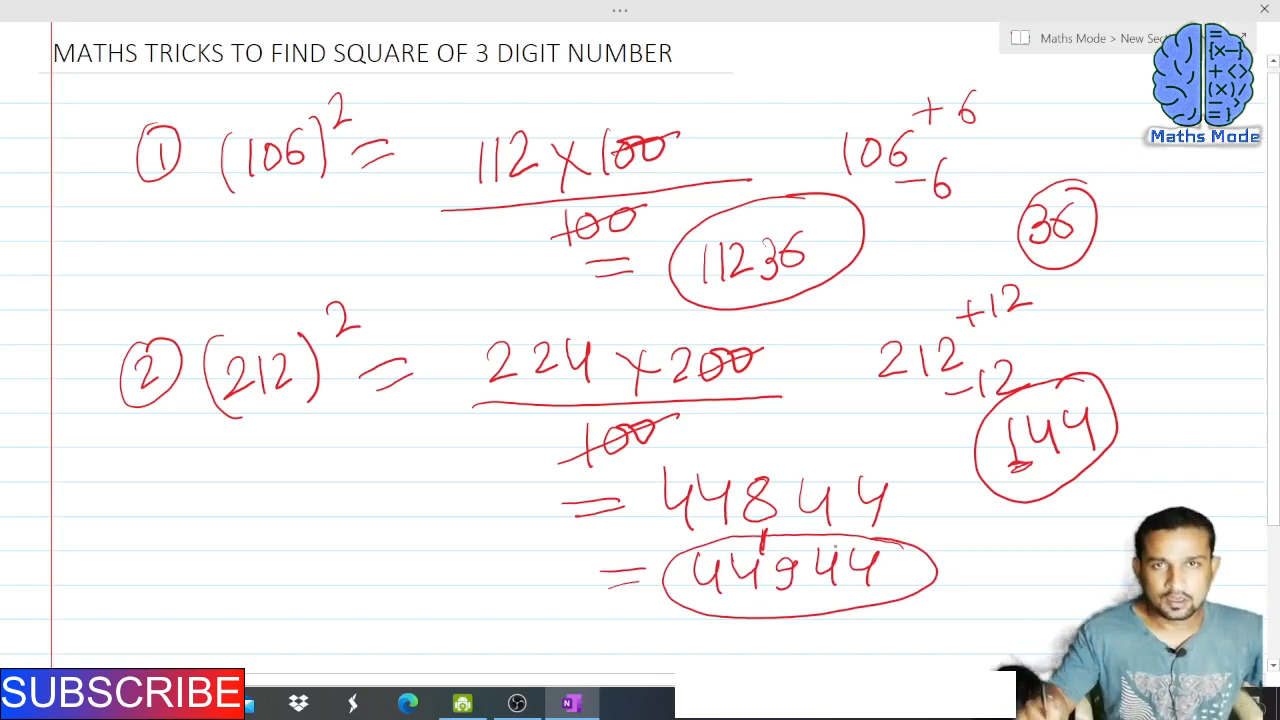 ...
Maths Mode > New Sec
MATHS TRICKS TO FIND SQUARE OF 3 DIGIT NUMBER
Maths Mode
① (106)² = 112 × 100
100
= 11236
106
+6
-6
36
② (212)² = 224 × 200
100
212
+12
-12
144
= 44844
1
= 44944
SUBSCRIBE